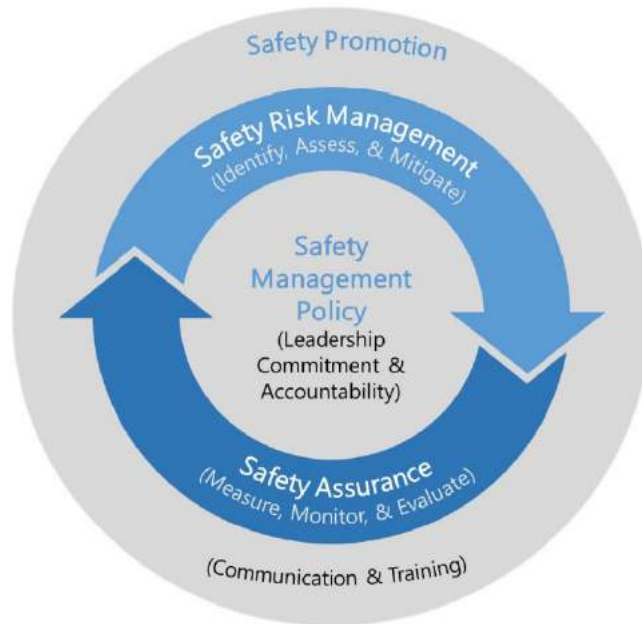 Safety Promotion
Safety Risk Management
(Identify, Assess, & Mitigate)
Safety
Management
Policy
(Leadership
Commitment &
Accountability)
Safety Assurance
(Measure, Monitor, & Evaluate)
(Communication & Training)